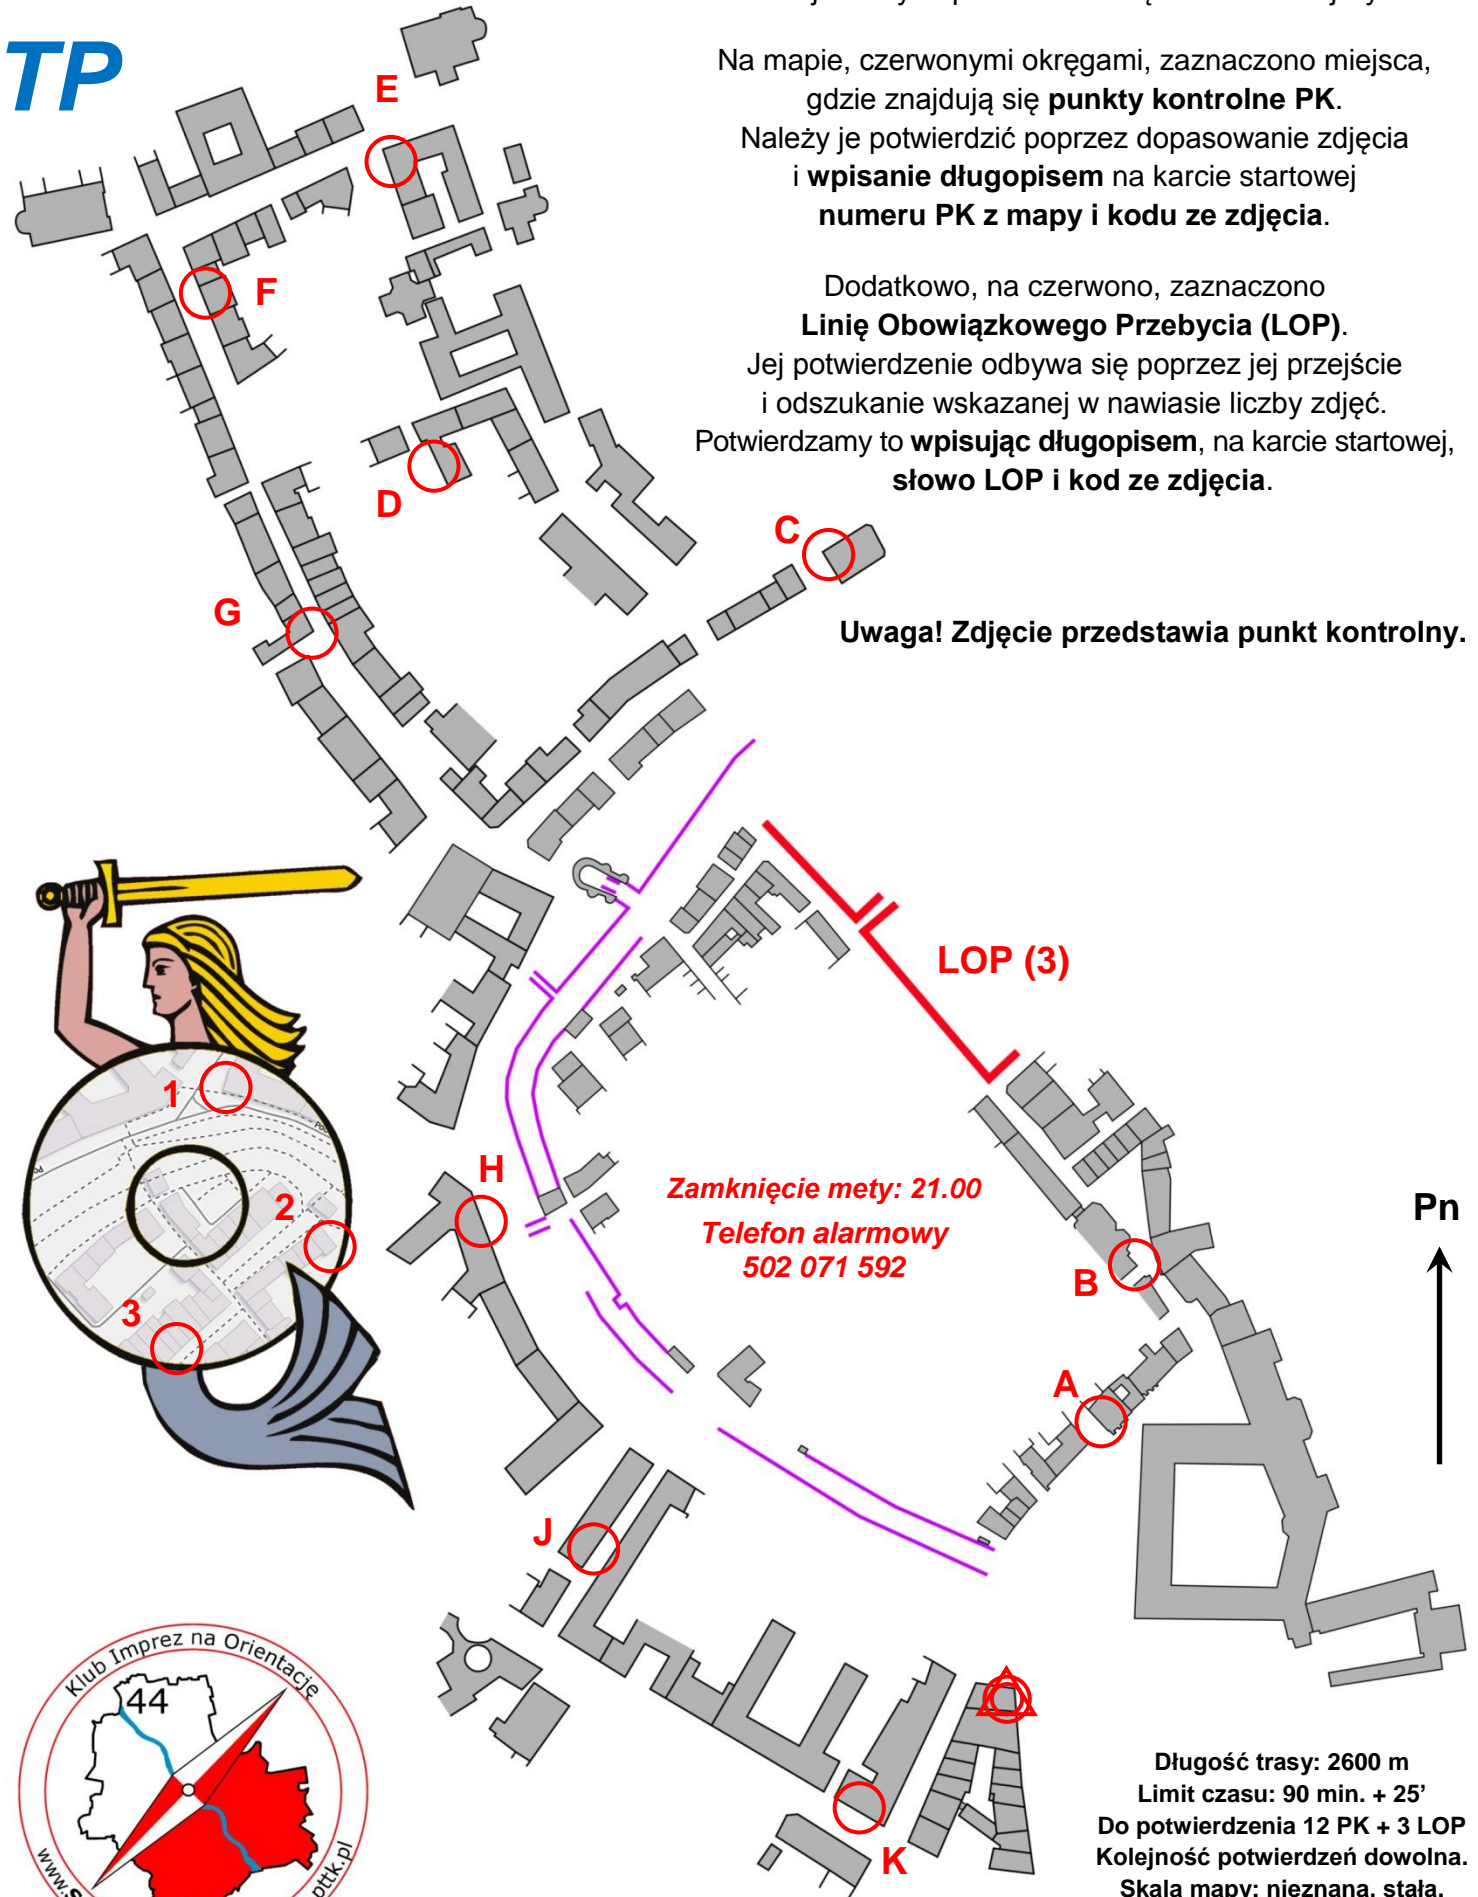 TP
Na mapie, czerwonymi okręgami, zaznaczono miejsca,
gdzie znajdują się punkty kontrolne PK.
Należy je potwierdzić poprzez dopasowanie zdjęcia
i wpisanie długopisem na karcie startowej
numeru PK z mapy i kodu ze zdjęcia.
Dodatkowo, na czerwono, zaznaczono
Linię Obowiązkowego Przebycia (LOP).
Jej potwierdzenie odbywa się poprzez jej przejście
i odszukanie wskazanej w nawiasie liczby zdjęć.
Potwierdzamy to wpisując długopisem, na karcie startowej,
słowo LOP i kod ze zdjęcia.
Uwaga! Zdjęcie przedstawia punkt kontrolny.
E
F
D
C
G
LOP (3)
1
2
3
H
Zamknięcie mety: 21.00
Telefon alarmowy
502 071 592
Pn
B
A
J
K
Klub Imprez na Orientację
44
www.s
pttk.pl
Długość trasy: 2600 m
Limit czasu: 90 min. + 25'
Do potwierdzenia 12 PK + 3 LOP
Kolejność potwierdzeń dowolna.
Skala mapy: nieznana, stała.